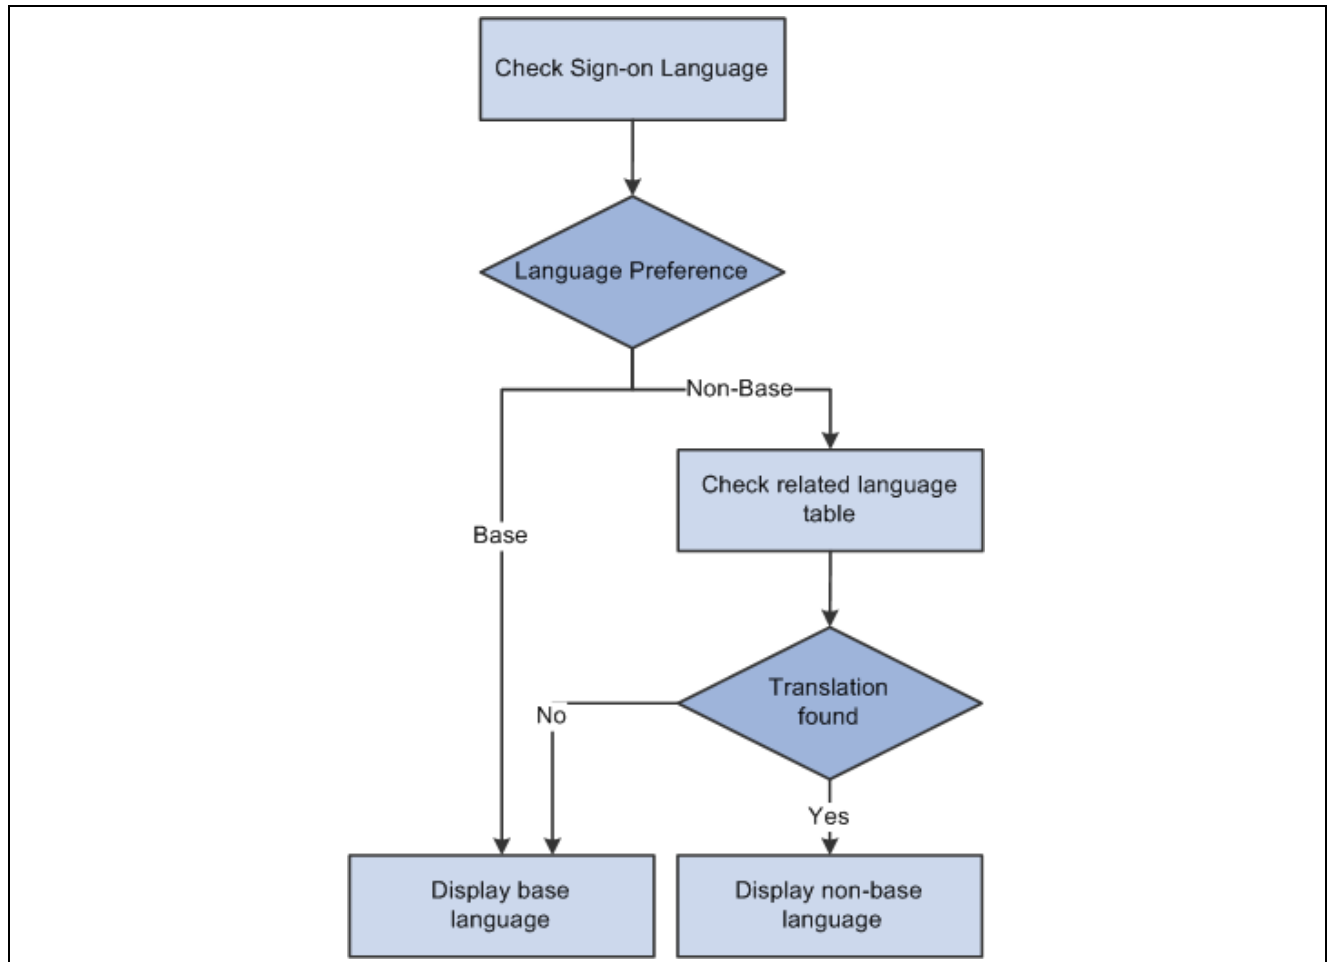 Check Sign-on Language
Language Preference
Non-Base
Check related language
table
Base
Translation
found
No
Yes
Display base
language
Display non-base
language